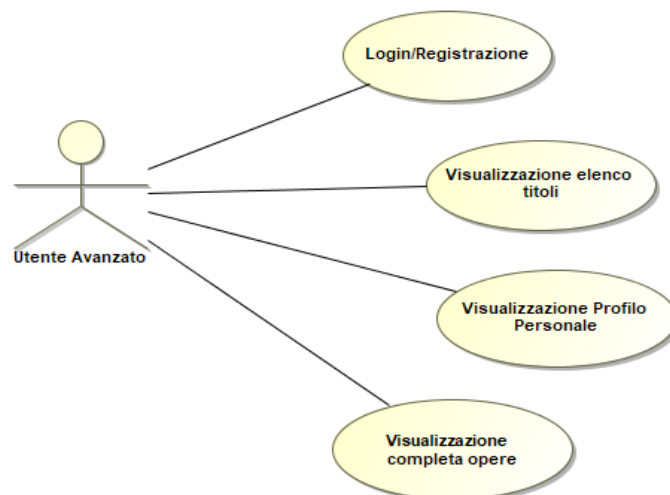 Login/Registrazione
Visualizzazione elenco
titoli
Utente Avanzato
Visualizzazione Profilo
Personale
Visualizzazione
completa opere